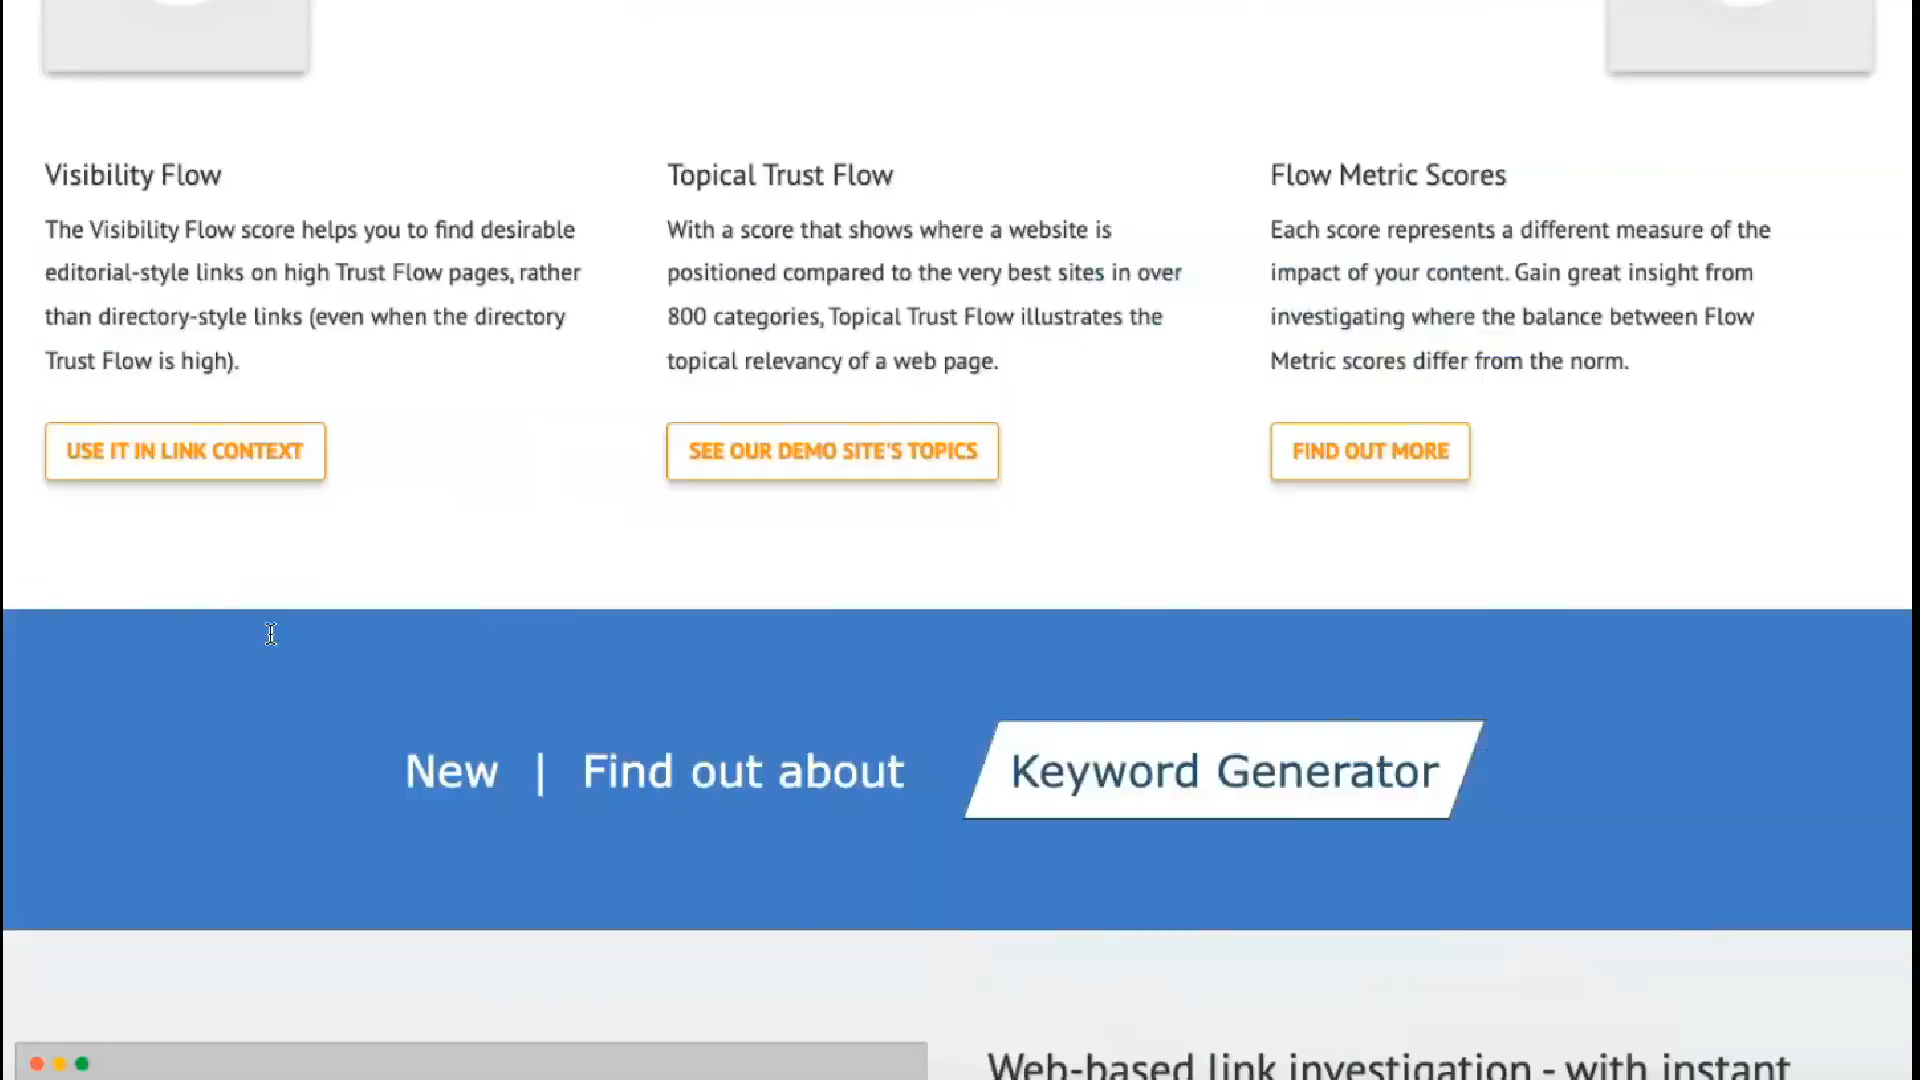 Visibility Flow
The Visibility Flow score helps you to find desirable
editorial-style links on high Trust Flow pages, rather
than directory-style links (even when the directory
Trust Flow is high).
USE IT IN LINK CONTEXT
Topical Trust Flow
With a score that shows where a website is
positioned compared to the very best sites in over
800 categories, Topical Trust Flow illustrates the
topical relevancy of a web page.
SEE OUR DEMO SITE'S TOPICS
Flow Metric Scores
Each score represents a different measure of the
impact of your content. Gain great insight from
investigating where the balance between Flow
Metric scores differ from the norm.
FIND OUT MORE
New | Find out about Keyword Generator
Web-based link investigation - with instant